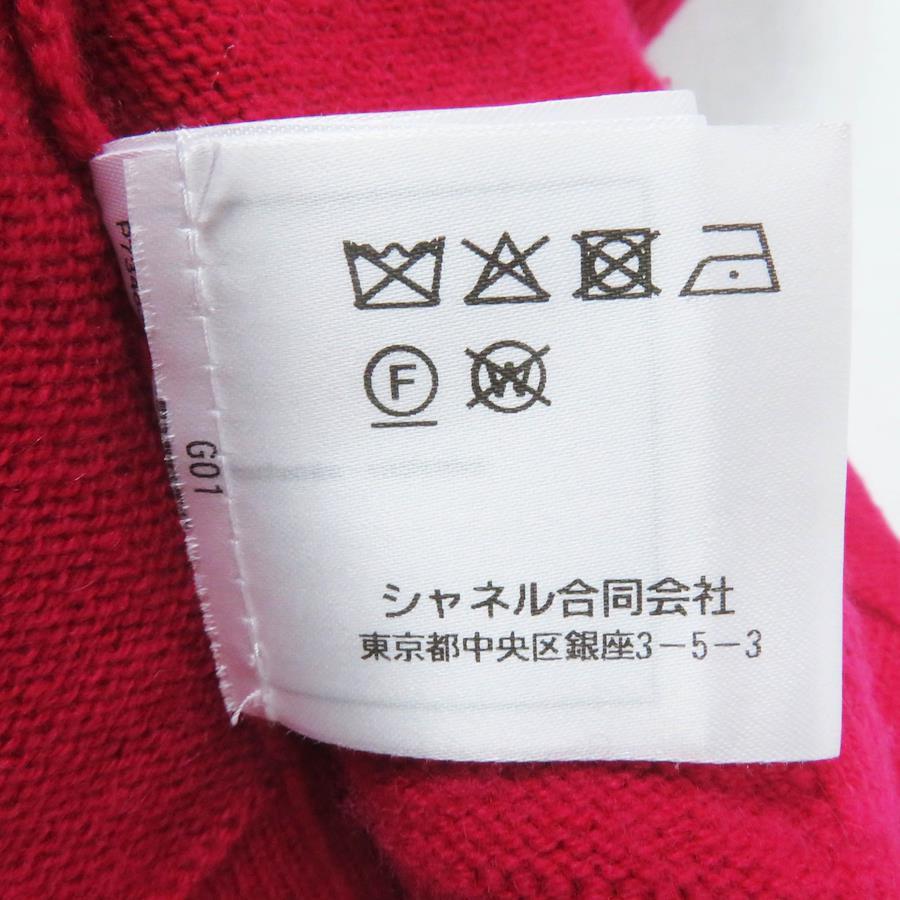 F W
G01
シャネル合同会社
東京都中央区銀座3-5-3